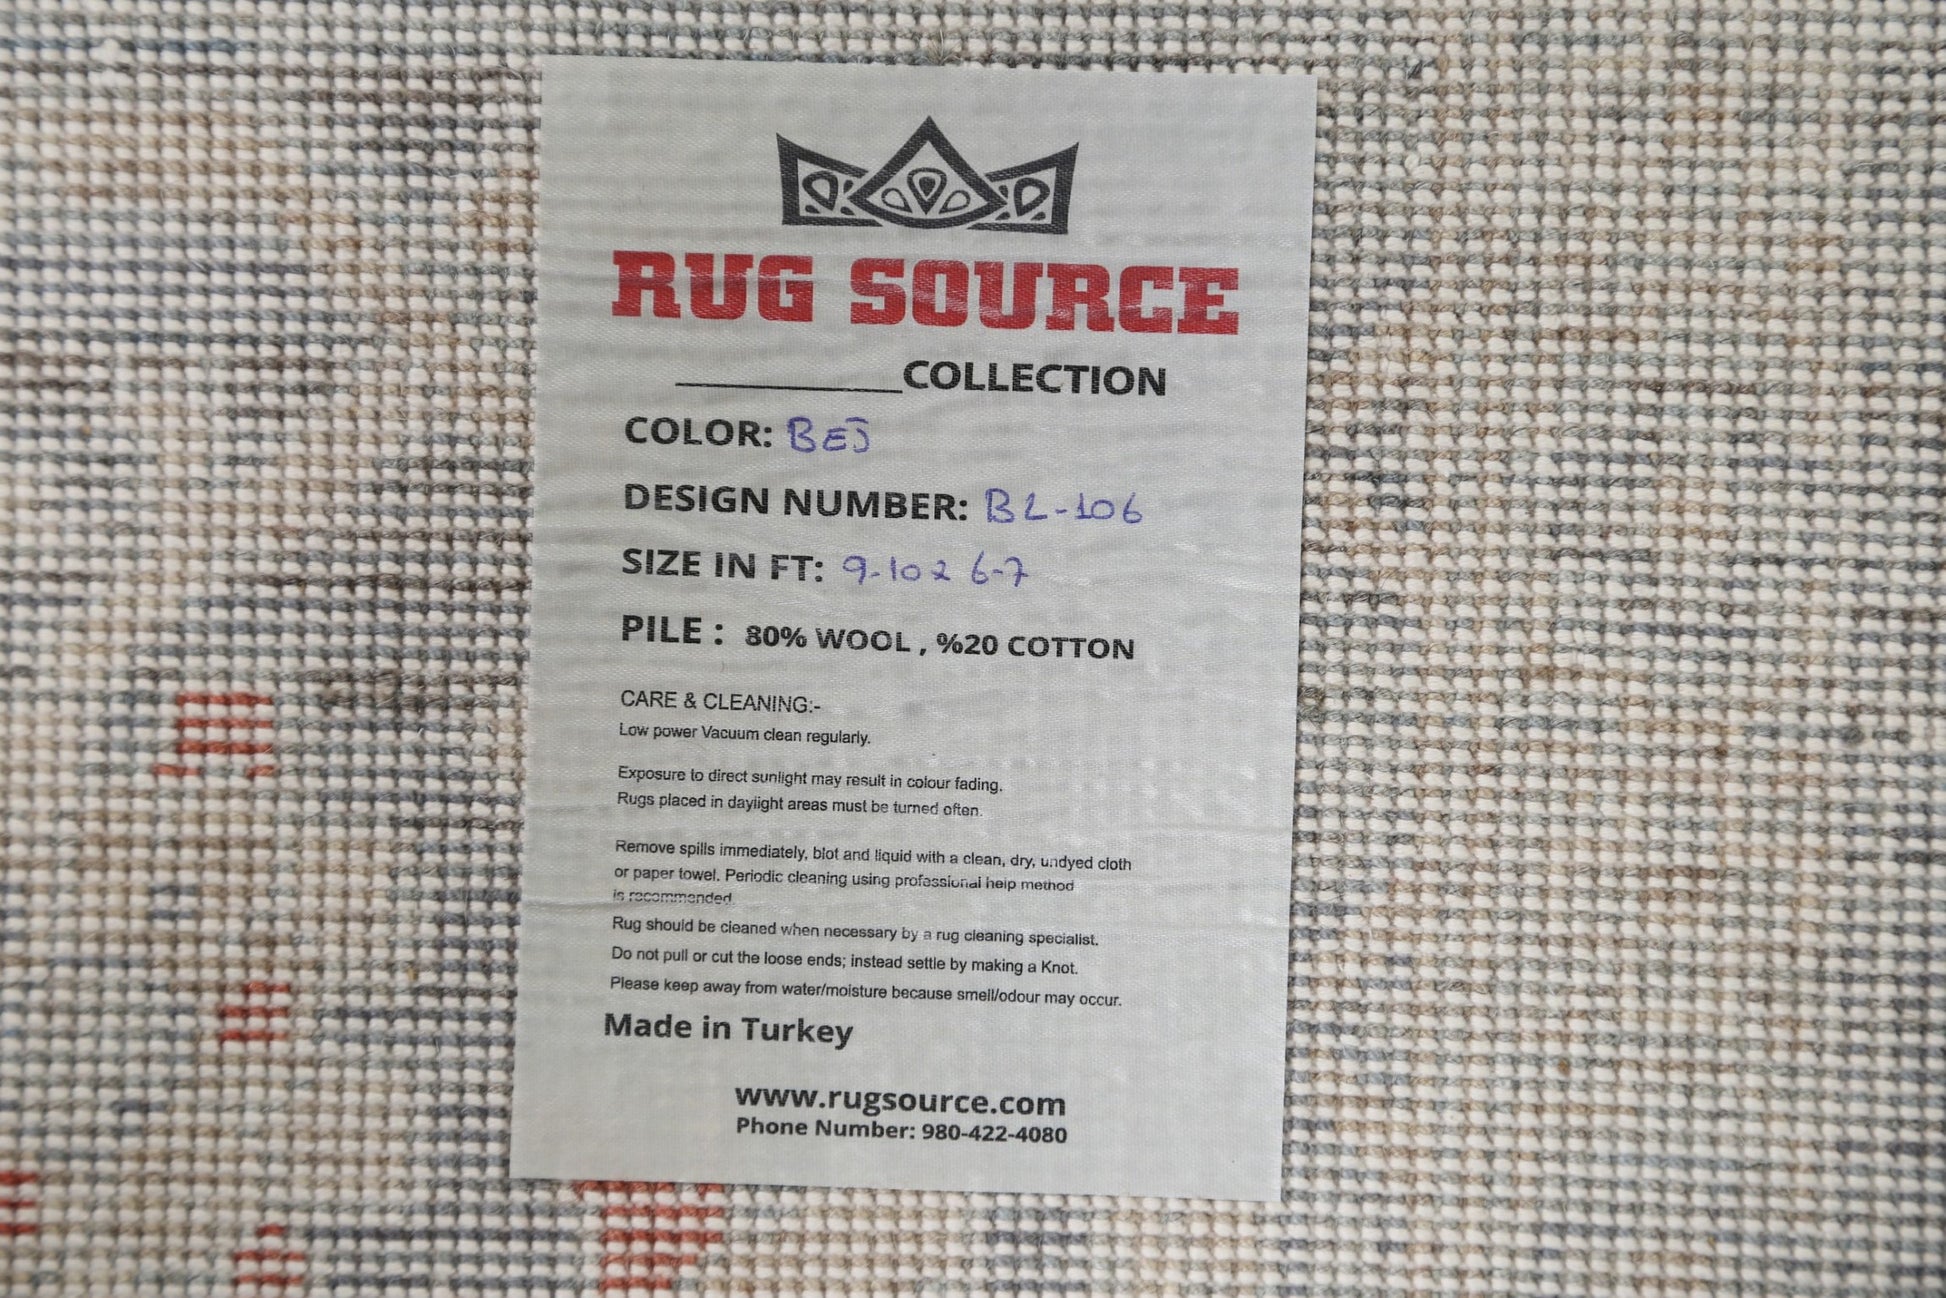 RUG SOURCE
COLLECTION
COLOR: BEJ
DESIGN NUMBER: BL-106
SIZE IN FT: 9-10 x 6-7
PILE : 80% WOOL , %20 COTTON
CARE & CLEANING:-
Low power Vacuum clean regularly.
Exposure to direct sunlight may result in colour fading.
Rugs placed in daylight areas must be turned often.
Remove spills immediately, blot and liquid with a clean, dry, undyed cloth
or paper towel. Periodic cleaning using professional help method
is recommended.
Rug should be cleaned when necessary by a rug cleaning specialist.
Do not pull or cut the loose ends; instead settle by making a Knot.
Please keep away from water/moisture because smell/odour may occur.
Made in Turkey
www.rugsource.com
Phone Number: 980-422-4080